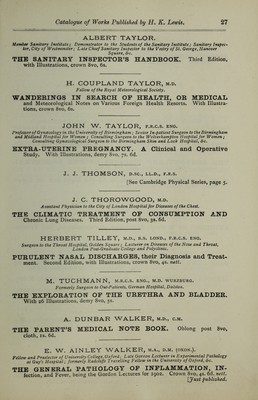 Catalogue of Works Published by H. K. Lewis. 27
ALBERT TAYLOR.
Member Sanitary Institute; Demonstrator to the Students of the Sanitary Institute; Sanitary Inspec-
tor, City of Westminster; Late Chief Sanitary Inspector to the Vestry of St. George, Hanover
Square, &c.
THE SANITARY INSPECTOR'S HANDBOOK. Third Edition,
with Illustrations, crown 8vo, 6s.
H. COUPLAND TAYLOR, M.D.
Fellow of the Royal Meteorological Society.
WANDERINGS IN SEARCH OF HEALTH, OR MEDICAL
and Meteorological Notes on Various Foreign Health Resorts. With Illustra-
tions, crown 8vo, 6s.
JOHN W. TAYLOR, F.R.C.S. ENG.
Professor of Gynæcology in the University of Birmingham; Senior In-patient Surgeon to the Birmingham
and Midland Hospital for Women; Consulting Surgeon to the Wolverhampton Hospital for Women;
Consulting Gynæcological Surgeon to the Birmingham Skin and Lock Hospital, &c.
EXTRA-UTERINE PREGNANCY. A Clinical and Operative
Study. With Illustrations, demy 8vo, 7s. 6d.
J. J. THOMSON, D.SC., LL.D., F.R.S.
[See Cambridge Physical Series, page 5.
J. C. THOROWGOOD, M.D.
Assistant Physician to the City of London Hospital for Diseases of the Chest.
THE CLIMATIC TREATMENT OF CONSUMPTION AND
Chronic Lung Diseases. Third Edition, post 8vo, 3s. 6d.
HERBERT TILLEY, M.D., B.S. LOND., F.R.C.S. ENG.
Surgeon to the Throat Hospital, Golden Square; Lecturer on Diseases of the Nose and Throat,
London Post-Graduate College and Polyclinic.
PURULENT NASAL DISCHARGES, their Diagnosis and Treat-
ment. Second Edition, with Illustrations, crown 8vo, 4s. nett.
M. TUCHMANN, M.R.C.S. ENG., M.D. WURZBURG.
Formerly Surgeon to Out-Patients, German Hospital, Dalston.
THE EXPLORATION OF THE URETHRA AND BLADDER.
With 26 Illustrations, demy 8vo, 5s.
A. DUNBAR WALKER, M.D., C.M.
THE PARENT'S MEDICAL NOTE BOOK. Oblong post 8vo,
cloth, 1s. 6d.
E. W. AINLEY WALKER, M.A., D.M. (OXON.).
Fellow and Prælector of University College, Oxford; Late Gordon Lecturer in Experimental Pathology
at Guy's Hospital; formerly Radcliffe Travelling Fellow in the University of Oxford, &c.
THE GENERAL PATHOLOGY OF INFLAMMATION, IN-
fection, and Fever, being the Gordon Lectures for 1902. Crown 8vo, 4s. 6d. nett.
[Just published.